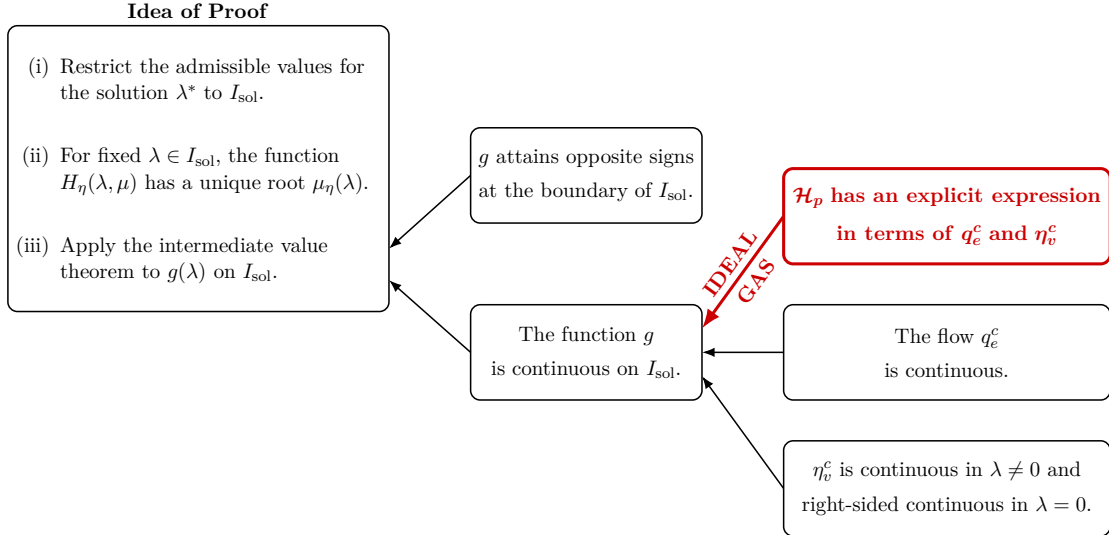 Idea of Proof
(i) Restrict the admissible values for
the solution λ* to I_sol.
(ii) For fixed λ ∈ I_sol, the function
H_η(λ, μ) has a unique root μ_η(λ).
(iii) Apply the intermediate value
theorem to g(λ) on I_sol.
g attains opposite signs
at the boundary of I_sol.
The function g
is continuous on I_sol.
IDEAL
GAS
𝓗_p has an explicit expression
in terms of q_e^c and η_v^c
The flow q_e^c
is continuous.
η_v^c is continuous in λ ≠ 0 and
right-sided continuous in λ = 0.